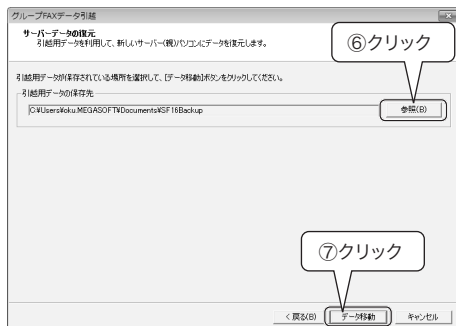 グループFAXデータ引越
サーバーデータの復元
引越用データを利用して、新しいサーバー(親)パソコンにデータを復元します。
⑥クリック
引越用データが保存されている場所を選択して、[データ移動]ボタンをクリックしてください。
引越用データの保存先
C:¥Users¥oku.MEGASOFT¥Documents¥SF16Backup
参照(B)
⑦クリック
< 戻る(B)
データ移動
キャンセル